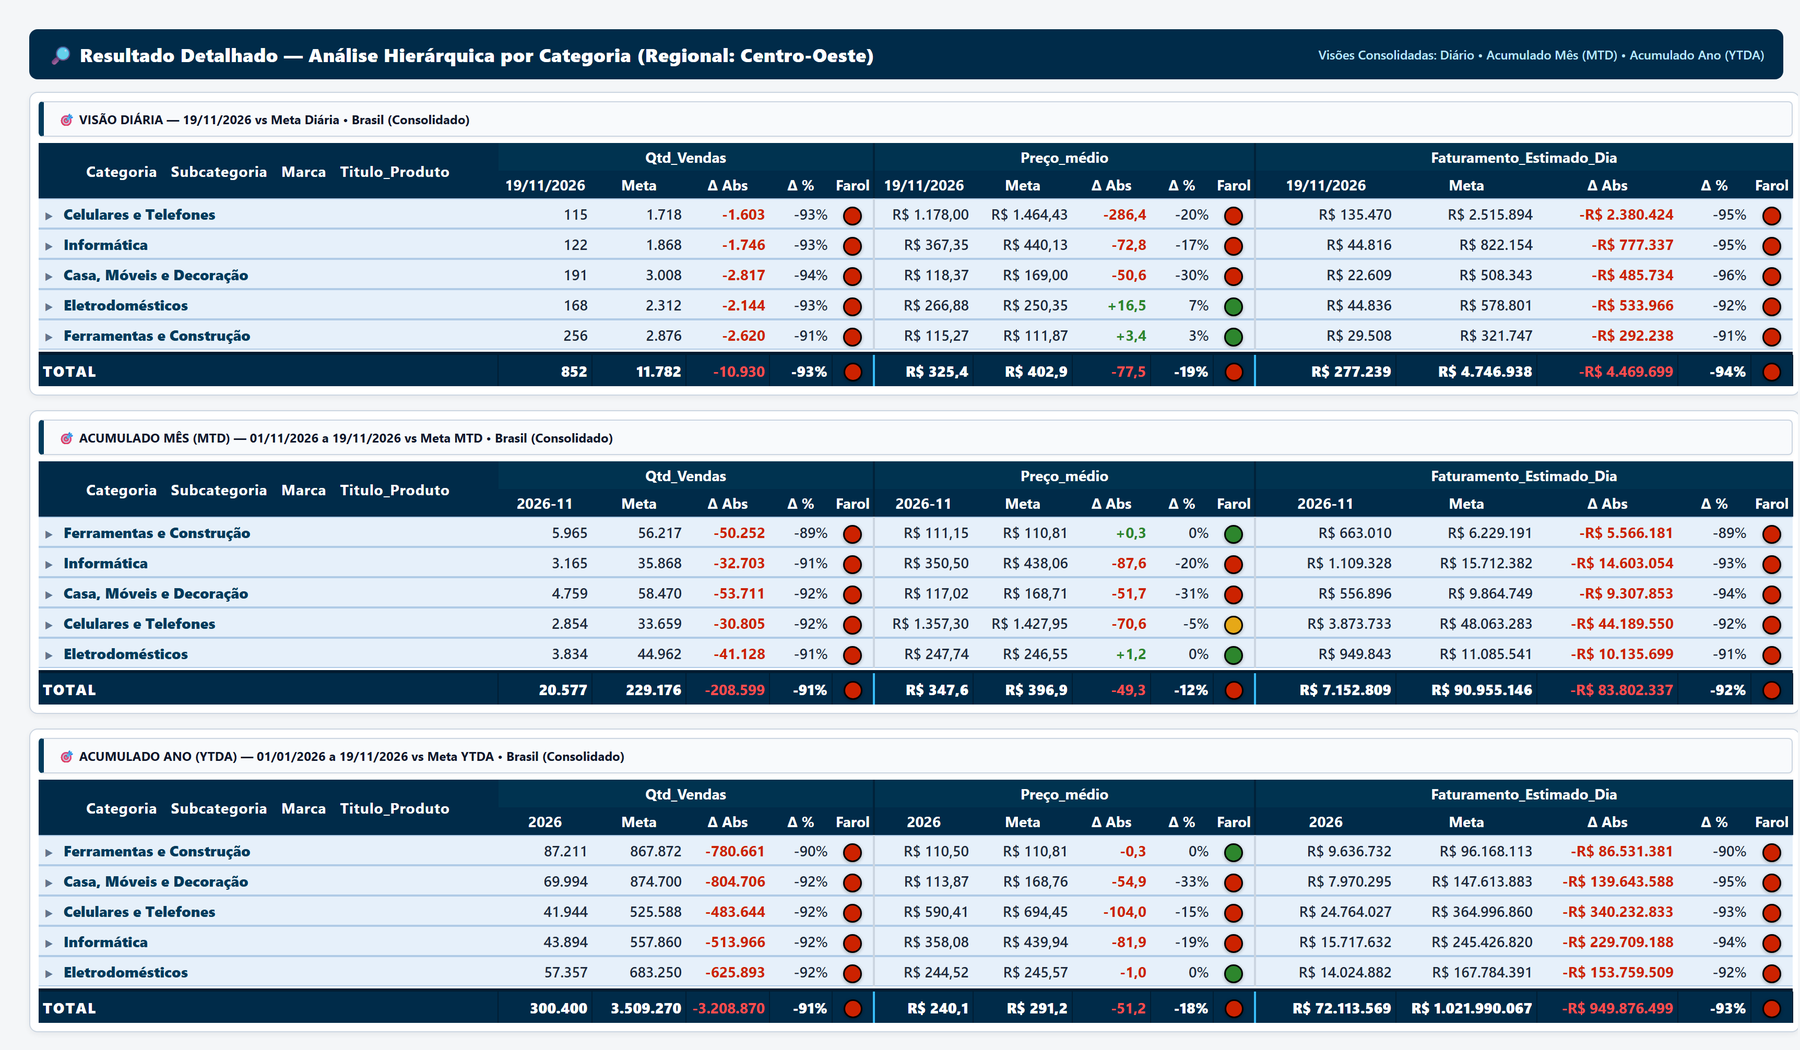 Resultado Detalhado — Análise Hierárquica por Categoria (Regional: Centro-Oeste) Visões Consolidadas: Diário • Acumulado Mês (MTD) • Acumulado Ano (YTDA)
VISÃO DIÁRIA — 19/11/2026 vs Meta Diária • Brasil (Consolidado)
Categoria Subcategoria Marca Titulo_Produto Qtd_Vendas Preço_médio Faturamento_Estimado_Dia
19/11/2026 Meta Δ Abs Δ % Farol 19/11/2026 Meta Δ Abs Δ % Farol 19/11/2026 Meta Δ Abs Δ % Farol
Celulares e Telefones 115 1.718 -1.603 -93% R$ 1.178,00 R$ 1.464,43 -286,4 -20% R$ 135.470 R$ 2.515.894 -R$ 2.380.424 -95%
Informática 122 1.868 -1.746 -93% R$ 367,35 R$ 440,13 -72,8 -17% R$ 44.816 R$ 822.154 -R$ 777.337 -95%
Casa, Móveis e Decoração 191 3.008 -2.817 -94% R$ 118,37 R$ 169,00 -50,6 -30% R$ 22.609 R$ 508.343 -R$ 485.734 -96%
Eletrodomésticos 168 2.312 -2.144 -93% R$ 266,88 R$ 250,35 +16,5 7% R$ 44.836 R$ 578.801 -R$ 533.966 -92%
Ferramentas e Construção 256 2.876 -2.620 -91% R$ 115,27 R$ 111,87 +3,4 3% R$ 29.508 R$ 321.747 -R$ 292.238 -91%
TOTAL 852 11.782 -10.930 -93% R$ 325,4 R$ 402,9 -77,5 -19% R$ 277.239 R$ 4.746.938 -R$ 4.469.699 -94%
ACUMULADO MÊS (MTD) — 01/11/2026 a 19/11/2026 vs Meta MTD • Brasil (Consolidado)
Categoria Subcategoria Marca Titulo_Produto Qtd_Vendas Preço_médio Faturamento_Estimado_Dia
2026-11 Meta Δ Abs Δ % Farol 2026-11 Meta Δ Abs Δ % Farol 2026-11 Meta Δ Abs Δ % Farol
Ferramentas e Construção 5.965 56.217 -50.252 -89% R$ 111,15 R$ 110,81 +0,3 0% R$ 663.010 R$ 6.229.191 -R$ 5.566.181 -89%
Informática 3.165 35.868 -32.703 -91% R$ 350,50 R$ 438,06 -87,6 -20% R$ 1.109.328 R$ 15.712.382 -R$ 14.603.054 -93%
Casa, Móveis e Decoração 4.759 58.470 -53.711 -92% R$ 117,02 R$ 168,71 -51,7 -31% R$ 556.896 R$ 9.864.749 -R$ 9.307.853 -94%
Celulares e Telefones 2.854 33.659 -30.805 -92% R$ 1.357,30 R$ 1.427,95 -70,6 -5% R$ 3.873.733 R$ 48.063.283 -R$ 44.189.550 -92%
Eletrodomésticos 3.834 44.962 -41.128 -91% R$ 247,74 R$ 246,55 +1,2 0% R$ 949.843 R$ 11.085.541 -R$ 10.135.699 -91%
TOTAL 20.577 229.176 -208.599 -91% R$ 347,6 R$ 396,9 -49,3 -12% R$ 7.152.809 R$ 90.955.146 -R$ 83.802.337 -92%
ACUMULADO ANO (YTDA) — 01/01/2026 a 19/11/2026 vs Meta YTDA • Brasil (Consolidado)
Categoria Subcategoria Marca Titulo_Produto Qtd_Vendas Preço_médio Faturamento_Estimado_Dia
2026 Meta Δ Abs Δ % Farol 2026 Meta Δ Abs Δ % Farol 2026 Meta Δ Abs Δ % Farol
Ferramentas e Construção 87.211 867.872 -780.661 -90% R$ 110,50 R$ 110,81 -0,3 0% R$ 9.636.732 R$ 96.168.113 -R$ 86.531.381 -90%
Casa, Móveis e Decoração 69.994 874.700 -804.706 -92% R$ 113,87 R$ 168,76 -54,9 -33% R$ 7.970.295 R$ 147.613.883 -R$ 139.643.588 -95%
Celulares e Telefones 41.944 525.588 -483.644 -92% R$ 590,41 R$ 694,45 -104,0 -15% R$ 24.764.027 R$ 364.996.860 -R$ 340.232.833 -93%
Informática 43.894 557.860 -513.966 -92% R$ 358,08 R$ 439,94 -81,9 -19% R$ 15.717.632 R$ 245.426.820 -R$ 229.709.188 -94%
Eletrodomésticos 57.357 683.250 -625.893 -92% R$ 244,52 R$ 245,57 -1,0 0% R$ 14.024.882 R$ 167.784.391 -R$ 153.759.509 -92%
TOTAL 300.400 3.509.270 -3.208.870 -91% R$ 240,1 R$ 291,2 -51,2 -18% R$ 72.113.569 R$ 1.021.990.067 -R$ 949.876.499 -93%